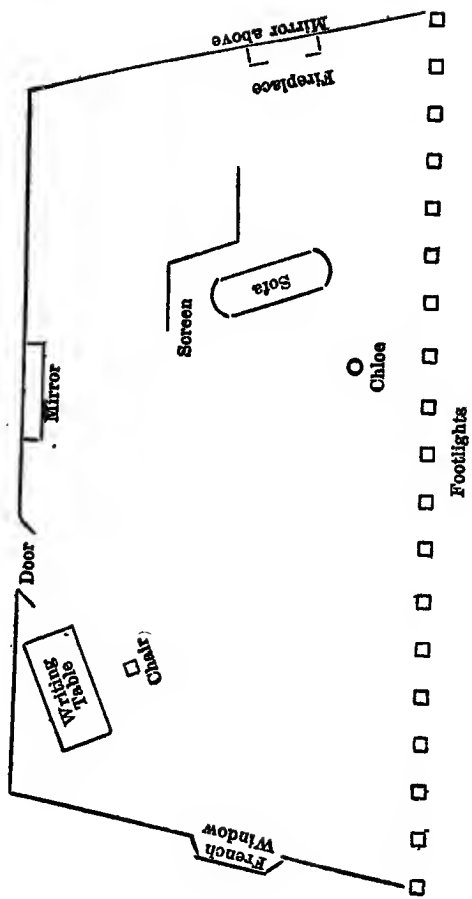 Mirror above
Fireplace
Screen
Sofa
Mirror
Chloe
Door
Writing
Table
Chair
French
Window
Footlights